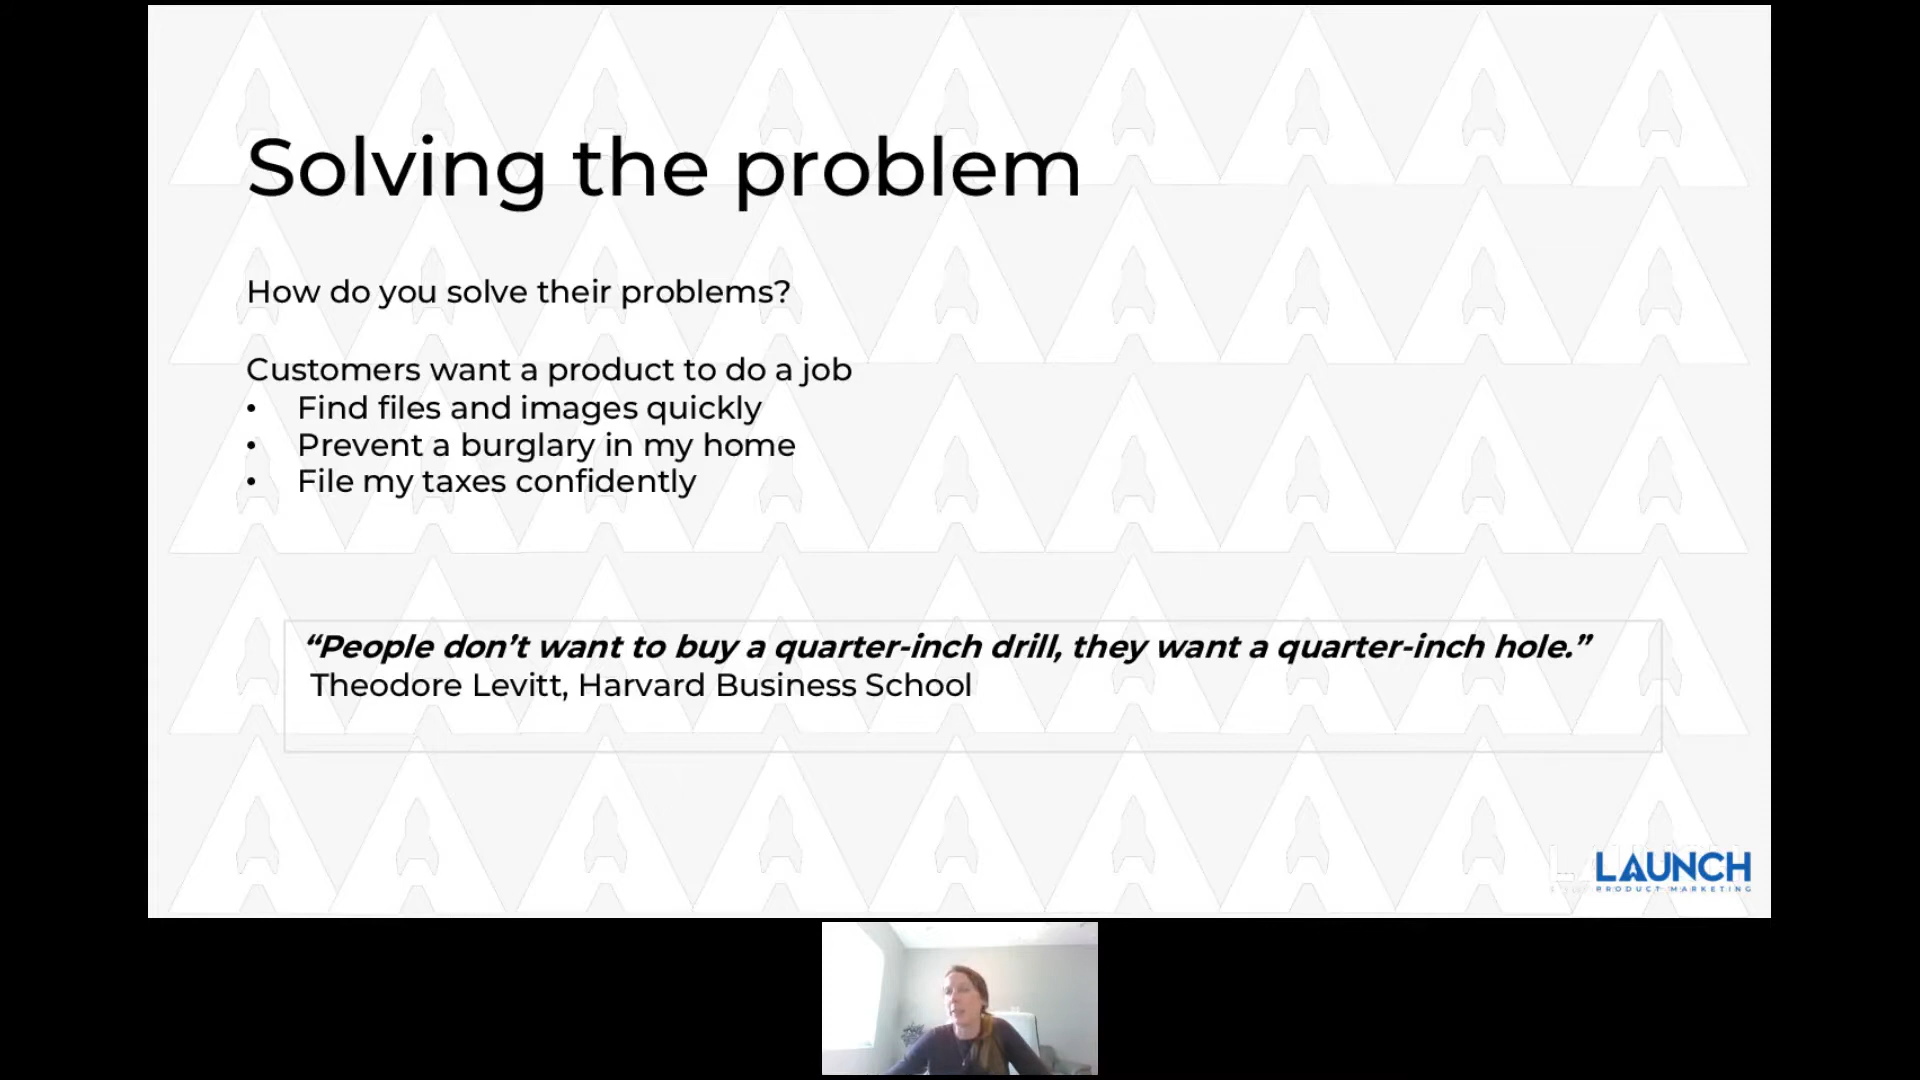 Solving the problem
How do you solve their problems?
Customers want a product to do a job
• Find files and images quickly
• Prevent a burglary in my home
• File my taxes confidently
“People don’t want to buy a quarter-inch drill, they want a quarter-inch hole.”
Theodore Levitt, Harvard Business School
LAUNCH
PRODUCT MARKETING